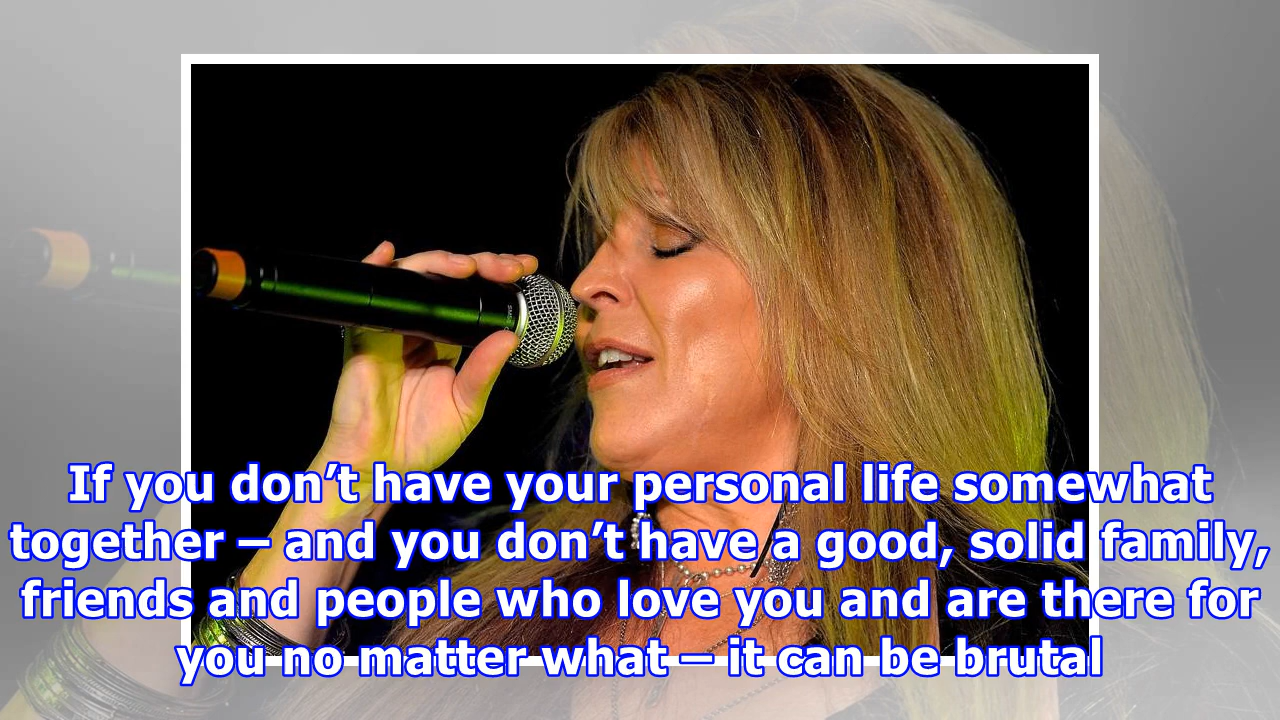 If you don’t have your personal life somewhat
together – and you don’t have a good, solid family,
friends and people who love you and are there for
you no matter what – it can be brutal